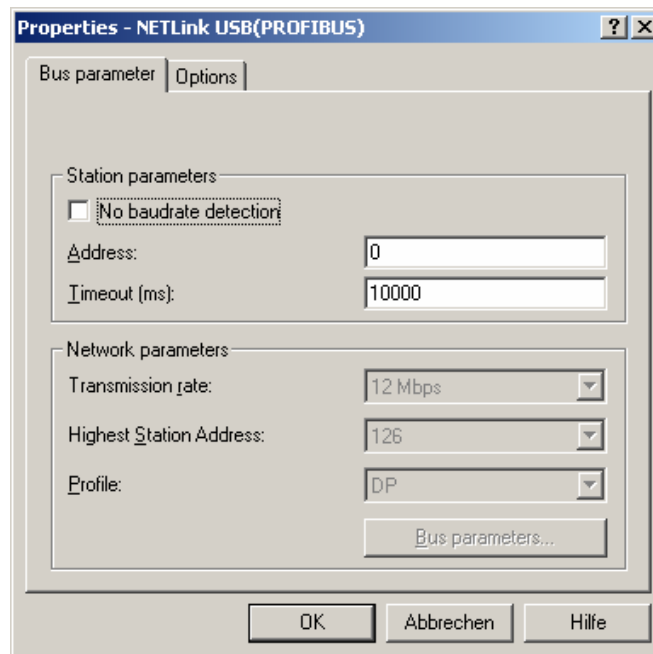 Properties - NETLink USB(PROFIBUS)
Bus parameter Options
Station parameters
No baudrate detection
Address: 0
Timeout (ms): 10000
Network parameters
Transmission rate: 12 Mbps
Highest Station Address: 126
Profile: DP
Bus parameters...
OK Abbrechen Hilfe